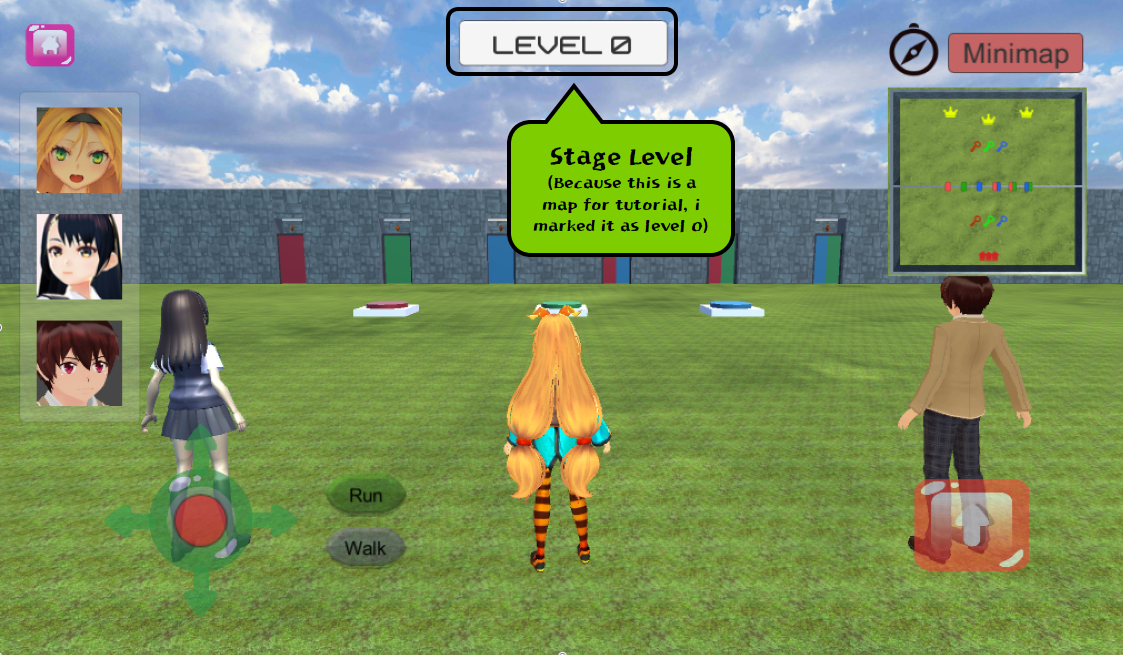 LEVEL 0
Minimap
Stage Level
(Because this is a
map for tutorial, i
marked it as level 0)
Run
Walk